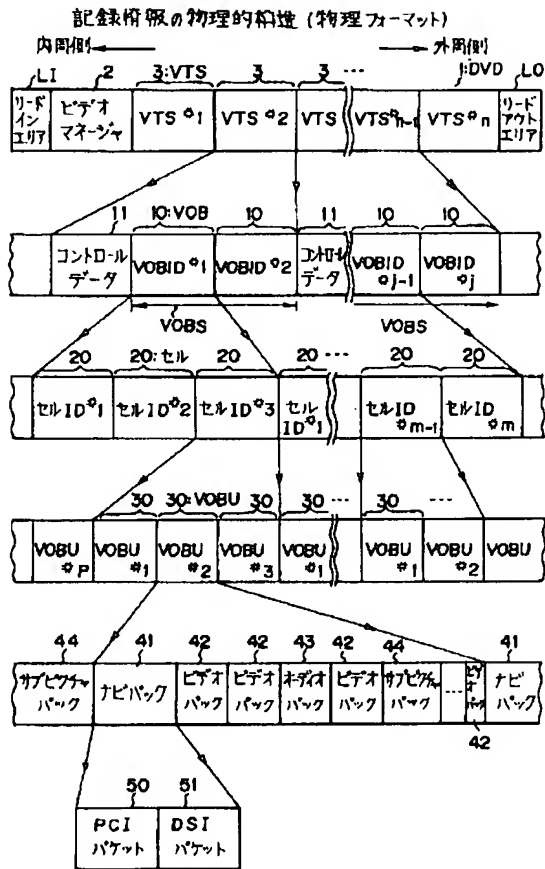 記録情報の物理的構造(物理フォーマット)
内周側 外周側
LI 2 3:VTS 3 3 … 1:DVD LO
リードインエリア ビデオマネージャ VTS#1 VTS#2 VTS VTS#n-1 VTS#n リードアウトエリア
11 10:VOB 10 11 10 10
コントロールデータ VOBID#1 VOBID#2 コントロールデータ VOBID#j-1 VOBID#j
VOBS VOBS
20 20:セル 20 20 … 20 20
セルID#1 セルID#2 セルID#3 セルID#1 セルID#m-1 セルID#m
30 30:VOBU 30 30 … 30 …
VOBU#P VOBU#1 VOBU#2 VOBU#3 VOBU#1 VOBU#1 VOBU#2 VOBU
44 41 42 42 43 42 44 41
サブピクチャパック ナビパック ビデオパック ビデオパック オーディオパック ビデオパック サブピクチャパック … ビデオパック ナビパック
42
50 51
PCIパケット DSIパケット